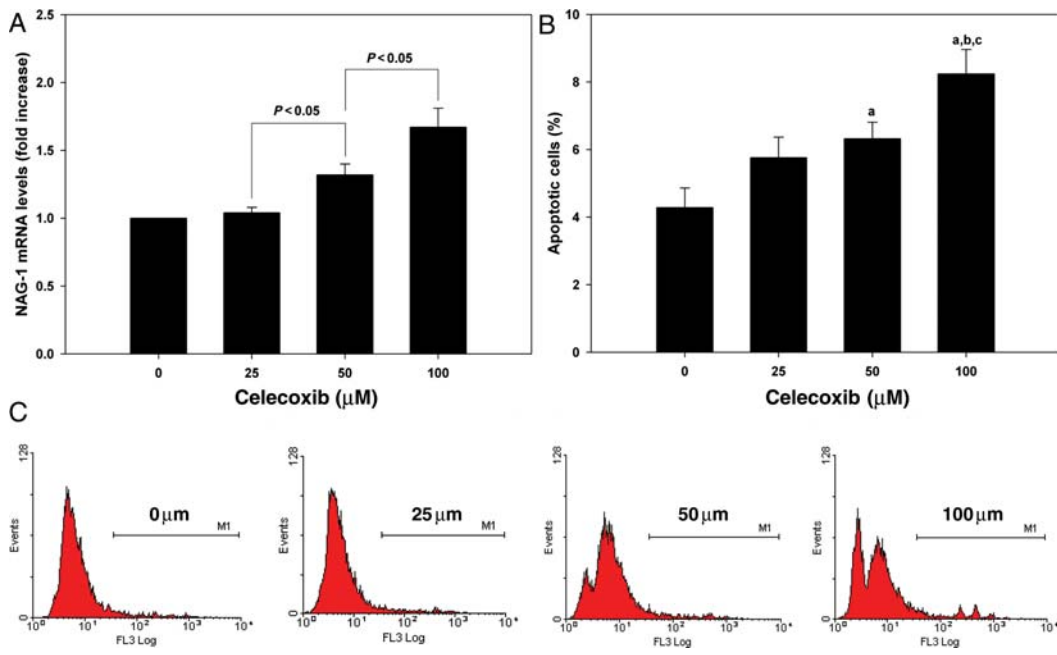 A
NAG-1 mRNA levels (fold increase)
2.5
2.0
1.5
1.0
0.5
0.0
P < 0.05
P < 0.05
0 25 50 100
Celecoxib (μM)
B
Apoptotic cells (%)
10
8
6
4
2
0
a
a,b,c
0 25 50 100
Celecoxib (μM)
C
128
Events
0
0 μm
M1
10⁰ 10¹ 10² 10³ 10⁴
FL3 Log
128
Events
0
25 μm
M1
10⁰ 10¹ 10² 10³ 10⁴
FL3 Log
128
Events
0
50 μm
M1
10⁰ 10¹ 10² 10³ 10⁴
FL3 Log
128
Events
0
100 μm
M1
10⁰ 10¹ 10² 10³ 10⁴
FL3 Log